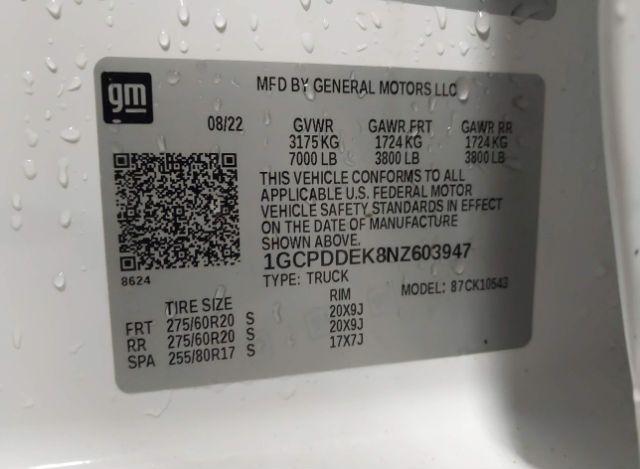 gm
MFD BY GENERAL MOTORS LLC
08/22 GVWR GAWR FRT GAWR RR
3175 KG 1724 KG 1724 KG
7000 LB 3800 LB 3800 LB
THIS VEHICLE CONFORMS TO ALL
APPLICABLE U.S. FEDERAL MOTOR
VEHICLE SAFETY STANDARDS IN EFFECT
ON THE DATE OF MANUFACTURE
SHOWN ABOVE.
1GCPDDEK8NZ603947
8624 TYPE: TRUCK MODEL: 87CK10543
TIRE SIZE RIM
FRT 275/60R20 S 20X9J
RR 275/60R20 S 20X9J
SPA 255/80R17 S 17X7J